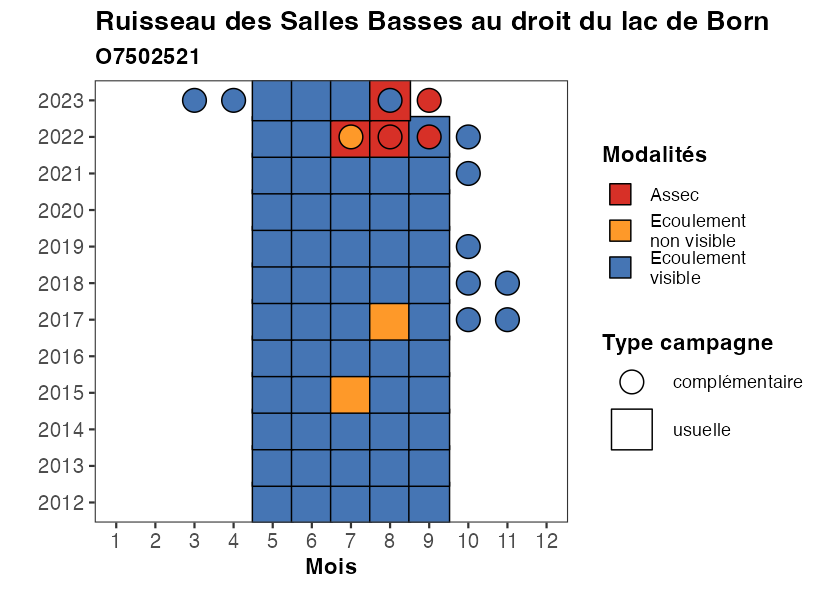 Ruisseau des Salles Basses au droit du lac de Born
O7502521
2023
2022
2021
2020
2019
2018
2017
2016
2015
2014
2013
2012
1 2 3 4 5 6 7 8 9 10 11 12
Mois
Modalités
Assec
Ecoulement
non visible
Ecoulement
visible
Type campagne
complémentaire
usuelle